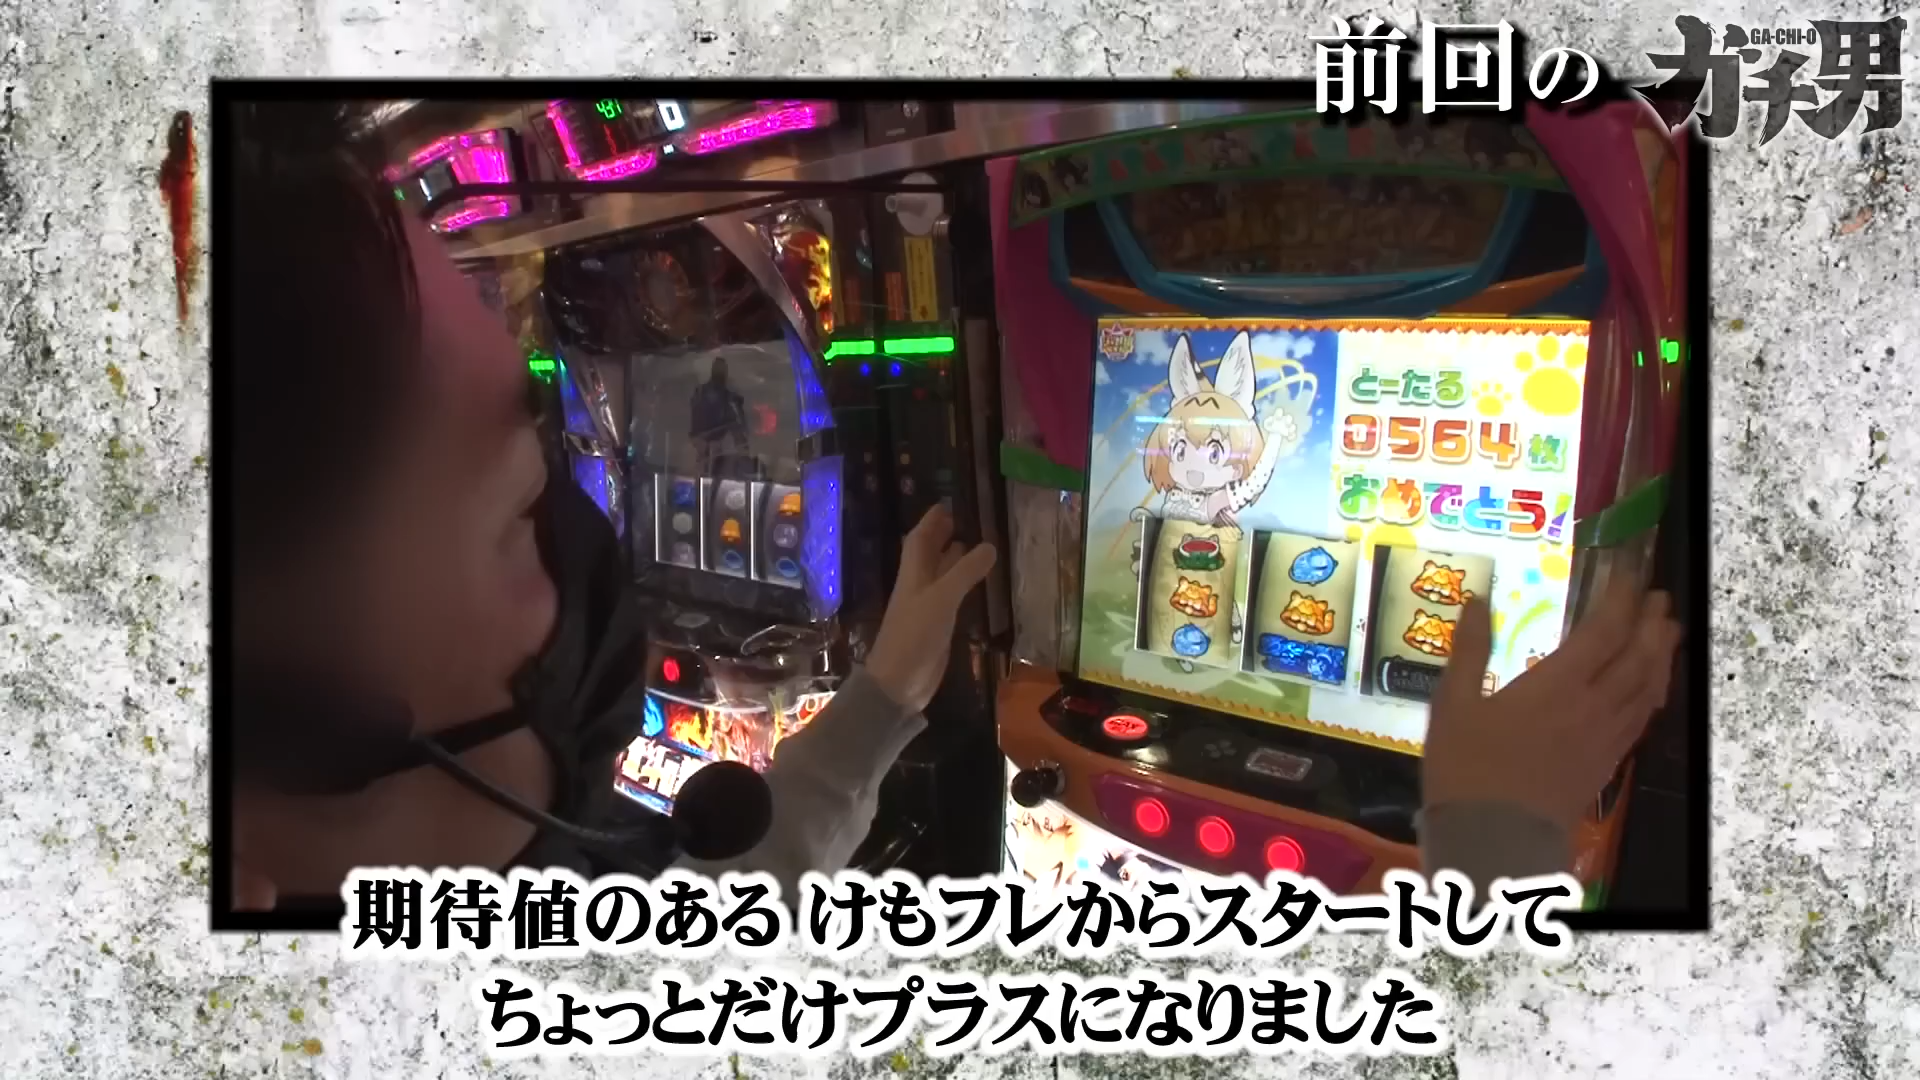 前回の ガチ男
GA-CHI-O
とーたる
0564枚
おめでとう!
期待値のある けもフレからスタートして
ちょっとだけプラスになりました